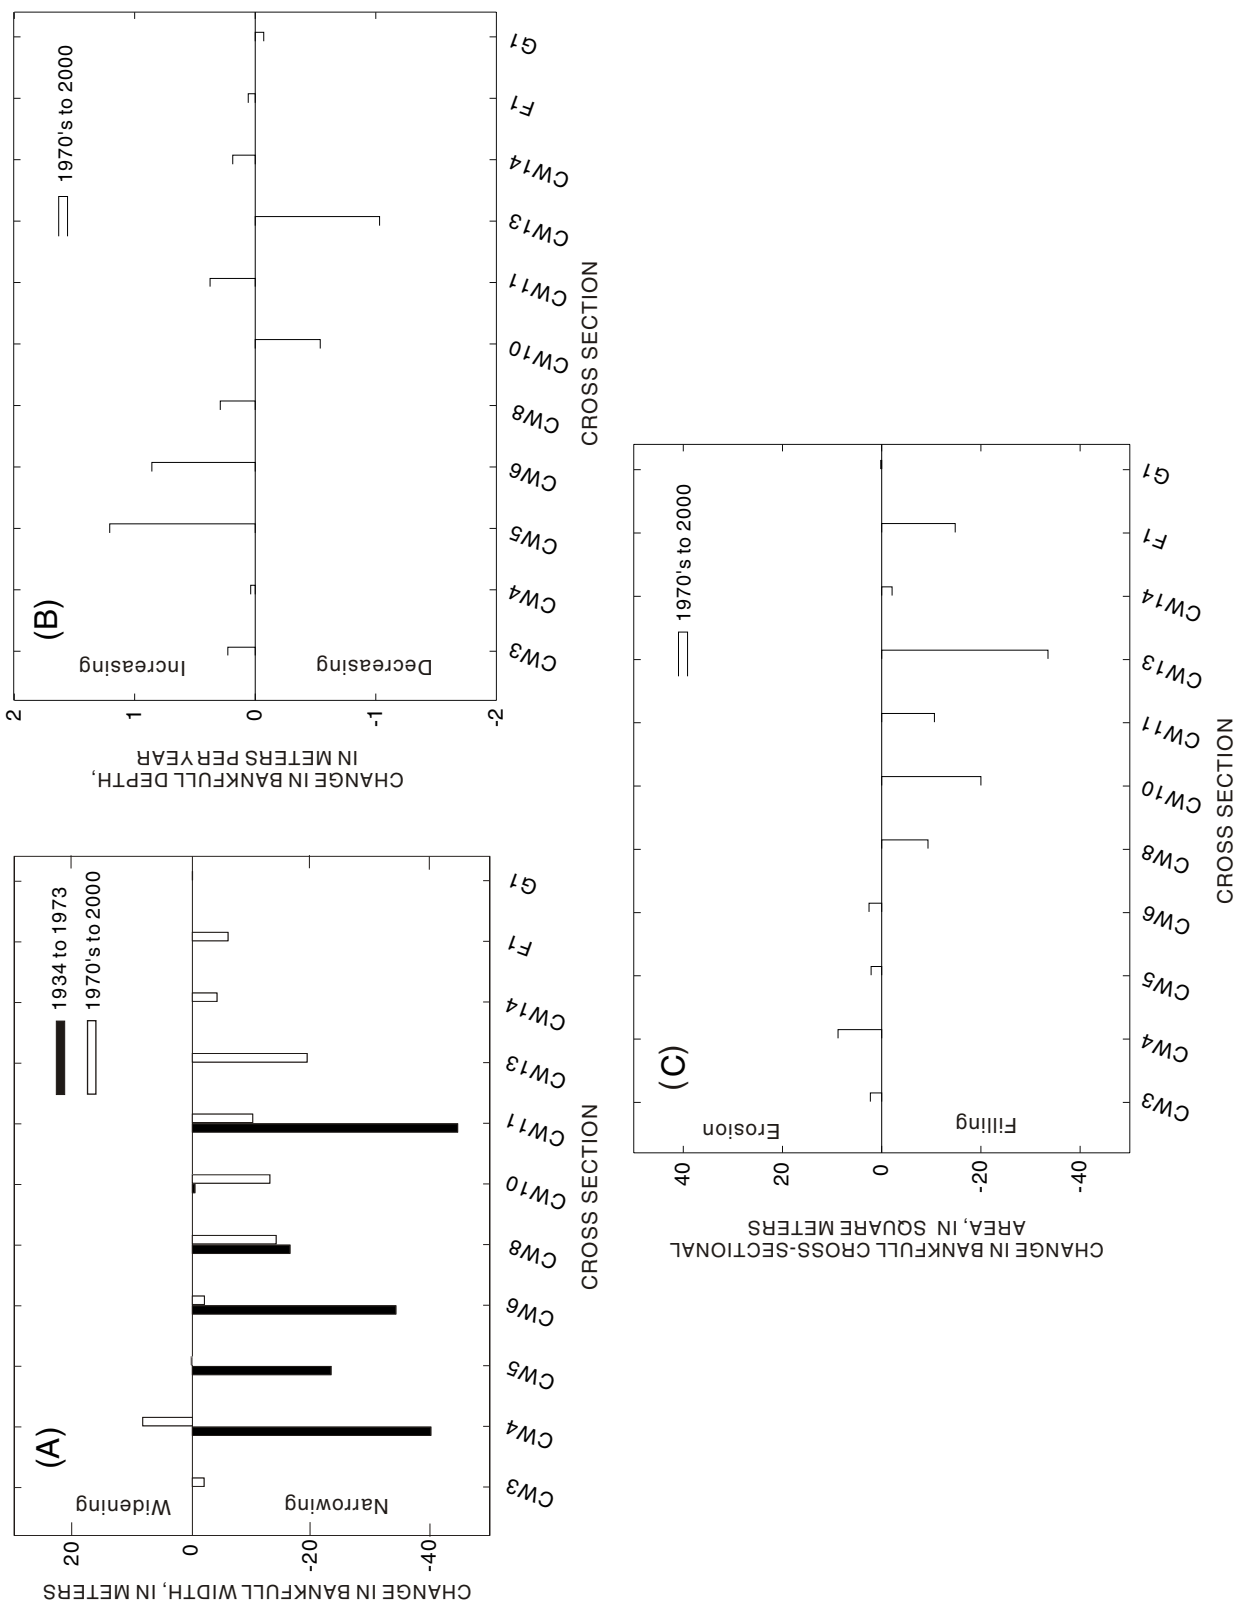 (A)
1934 to 1973
1970's to 2000
Widening
Narrowing
20
0
-20
-40
CHANGE IN BANKFULL WIDTH, IN METERS
CW3
CW4
CW5
CW6
CW8
CW10
CW11
CW13
CW14
F1
G1
CROSS SECTION
(B)
1970's to 2000
Increasing
Decreasing
2
1
0
-1
-2
CHANGE IN BANKFULL DEPTH,
IN METERS PER YEAR
CW3
CW4
CW5
CW6
CW8
CW10
CW11
CW13
CW14
F1
G1
CROSS SECTION
(C)
1970's to 2000
Erosion
Filling
40
20
0
-20
-40
CHANGE IN BANKFULL CROSS-SECTIONAL
AREA, IN SQUARE METERS
CW3
CW4
CW5
CW6
CW8
CW10
CW11
CW13
CW14
F1
G1
CROSS SECTION